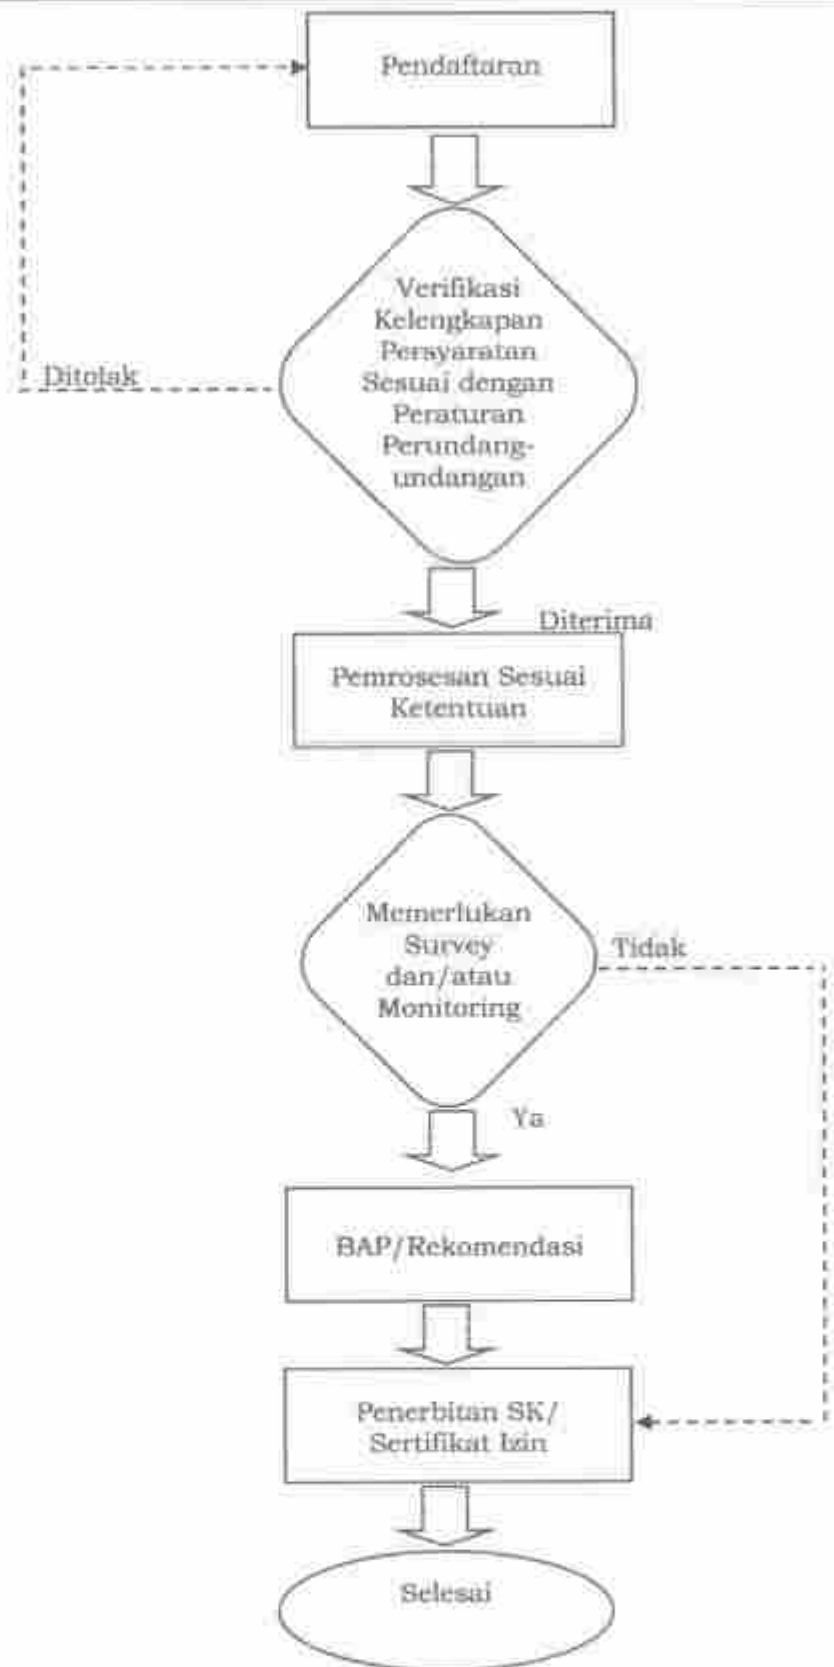 Pendaftaran
Verifikasi
Kelengkapan
Persyaratan
Sesuai dengan
Peraturan
Perundang-
undangan
Ditolak
Diterima
Pemrosesan Sesuai
Ketentuan
Memerlukan
Survey
dan/atau
Monitoring
Tidak
Ya
BAP/Rekomendasi
Penerbitan SK/
Sertifikat Izin
Selesai